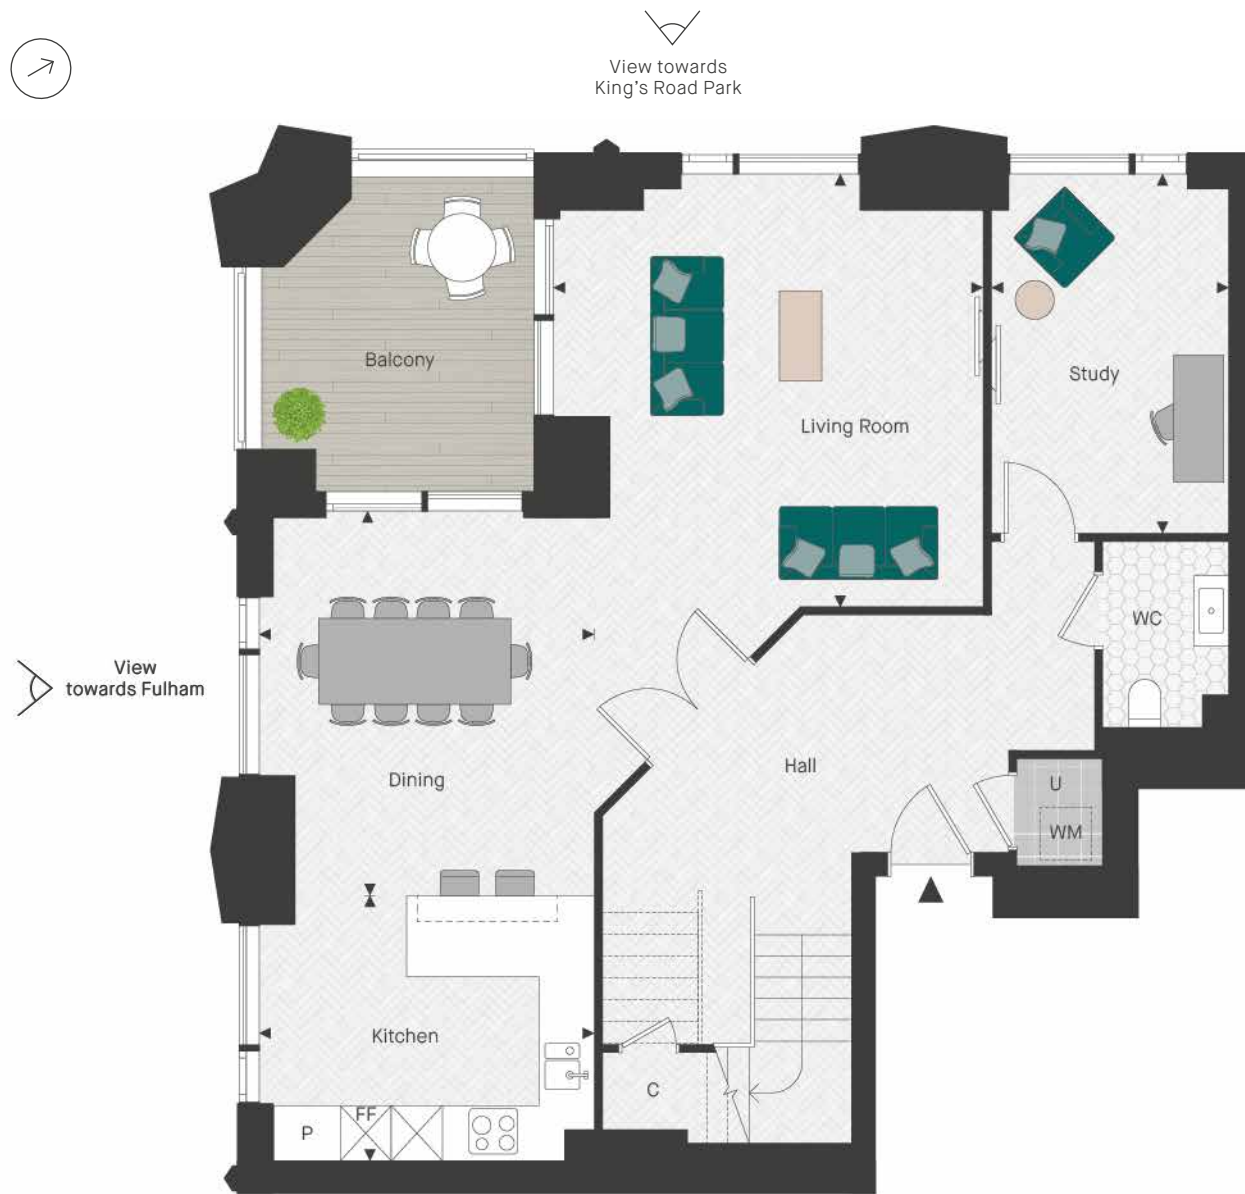 View towards
King's Road Park
Balcony
Study
Living Room
WC
View
towards Fulham
Hall
Dining
U
WM
Kitchen
C
FF
P